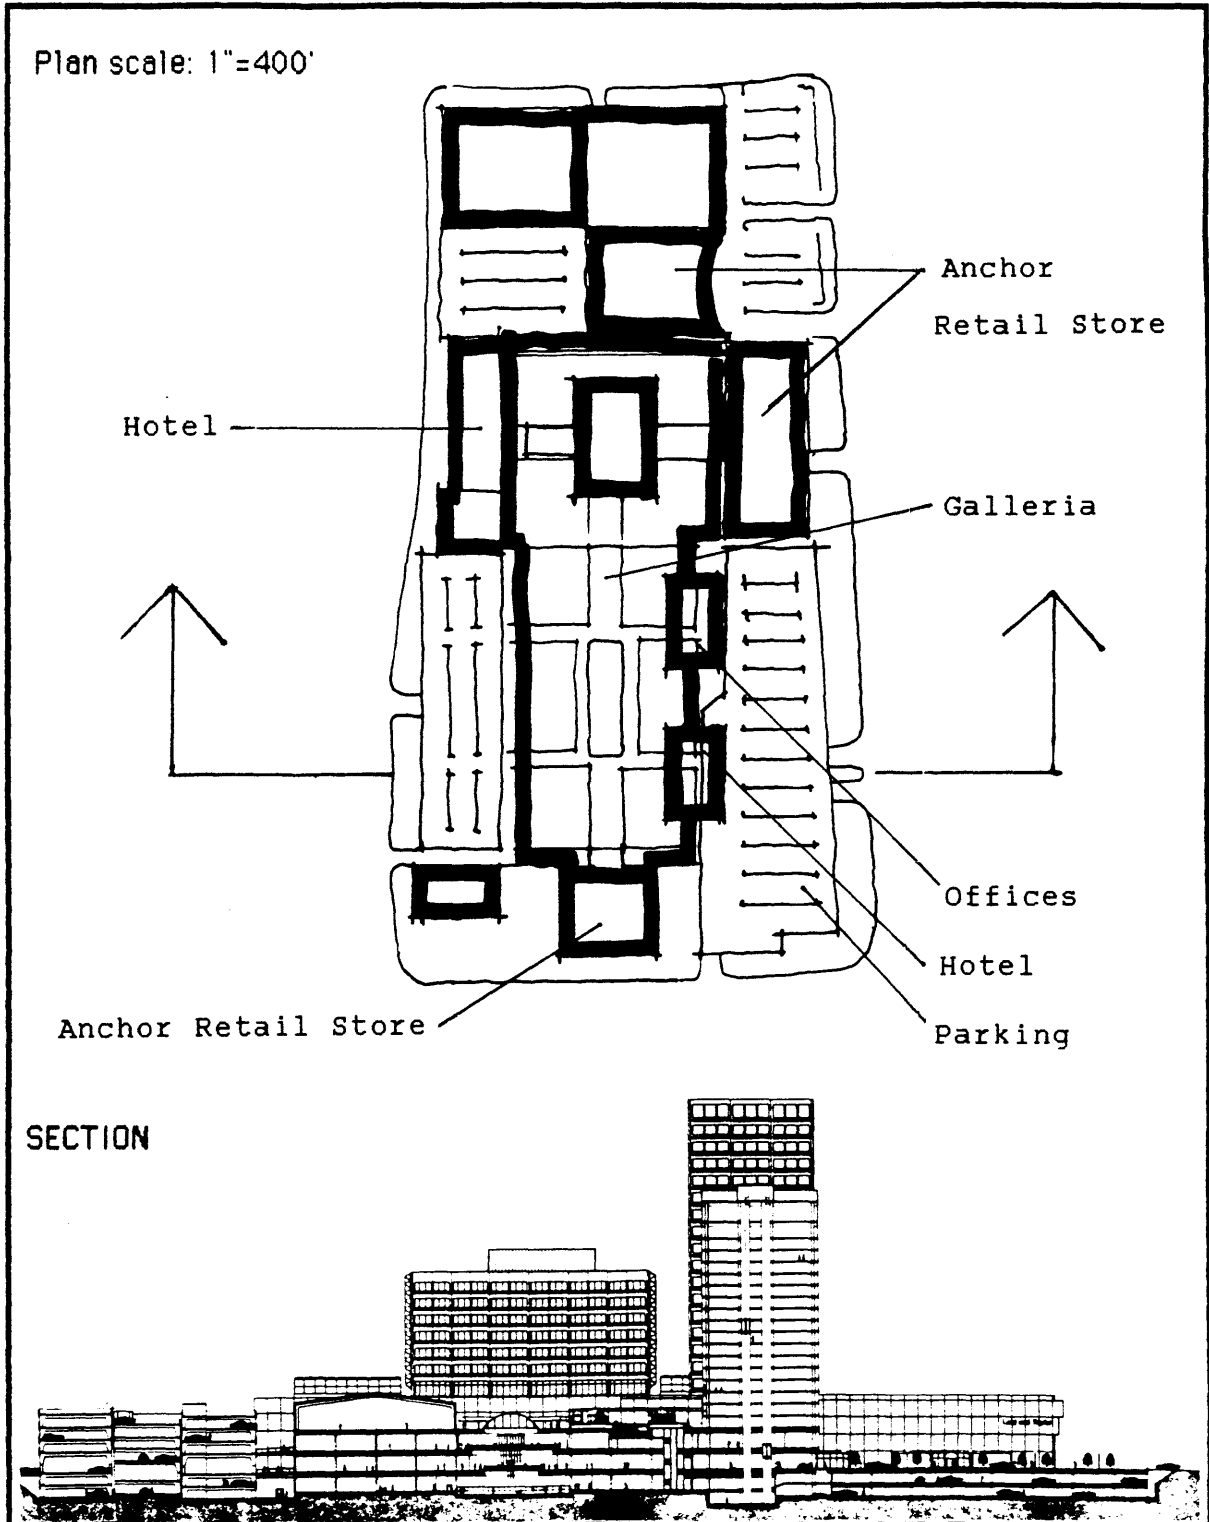 Plan scale: 1"=400'
Anchor
Retail Store
Hotel
Galleria
Offices
Hotel
Anchor Retail Store
Parking
SECTION